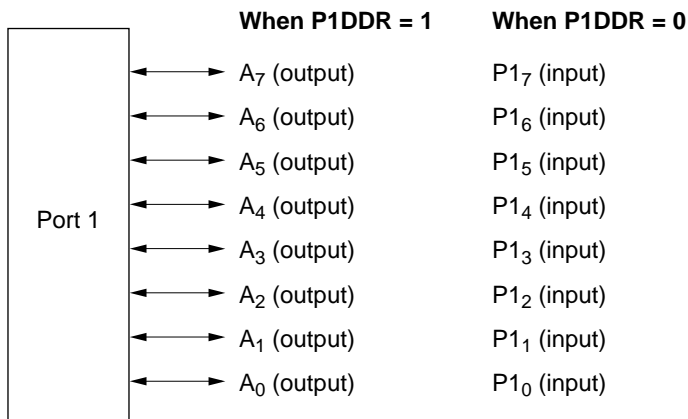 When P1DDR = 1 When P1DDR = 0
A7 (output) P17 (input)
A6 (output) P16 (input)
A5 (output) P15 (input)
Port 1 A4 (output) P14 (input)
A3 (output) P13 (input)
A2 (output) P12 (input)
A1 (output) P11 (input)
A0 (output) P10 (input)